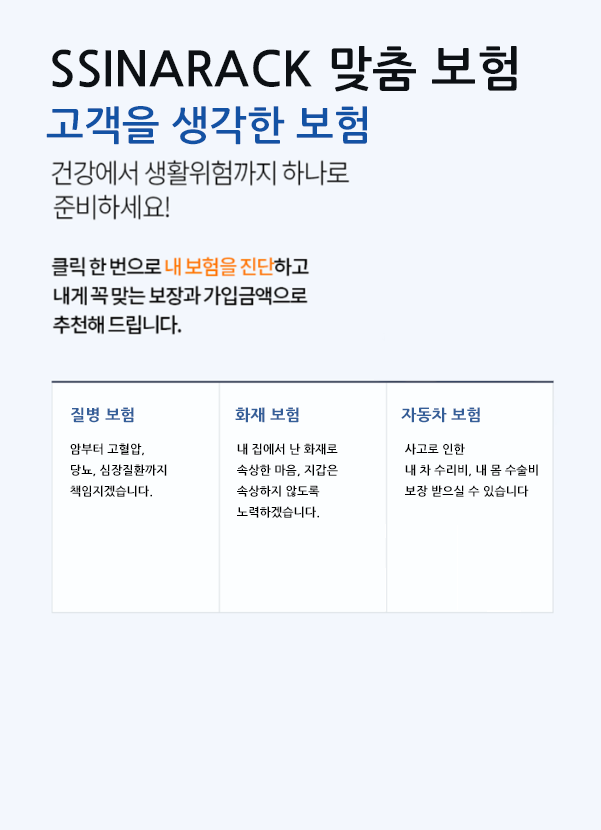 SSINARACK 맞춤 보험
고객을 생각한 보험
건강에서 생활위험까지 하나로
준비하세요!
클릭 한 번으로 내 보험을 진단하고
내게 꼭 맞는 보장과 가입금액으로
추천해 드립니다.
질병 보험
암부터 고혈압,
당뇨, 심장질환까지
책임지겠습니다.
화재 보험
내 집에서 난 화재로
속상한 마음, 지갑은
속상하지 않도록
노력하겠습니다.
자동차 보험
사고로 인한
내 차 수리비, 내 몸 수술비
보장 받으실 수 있습니다